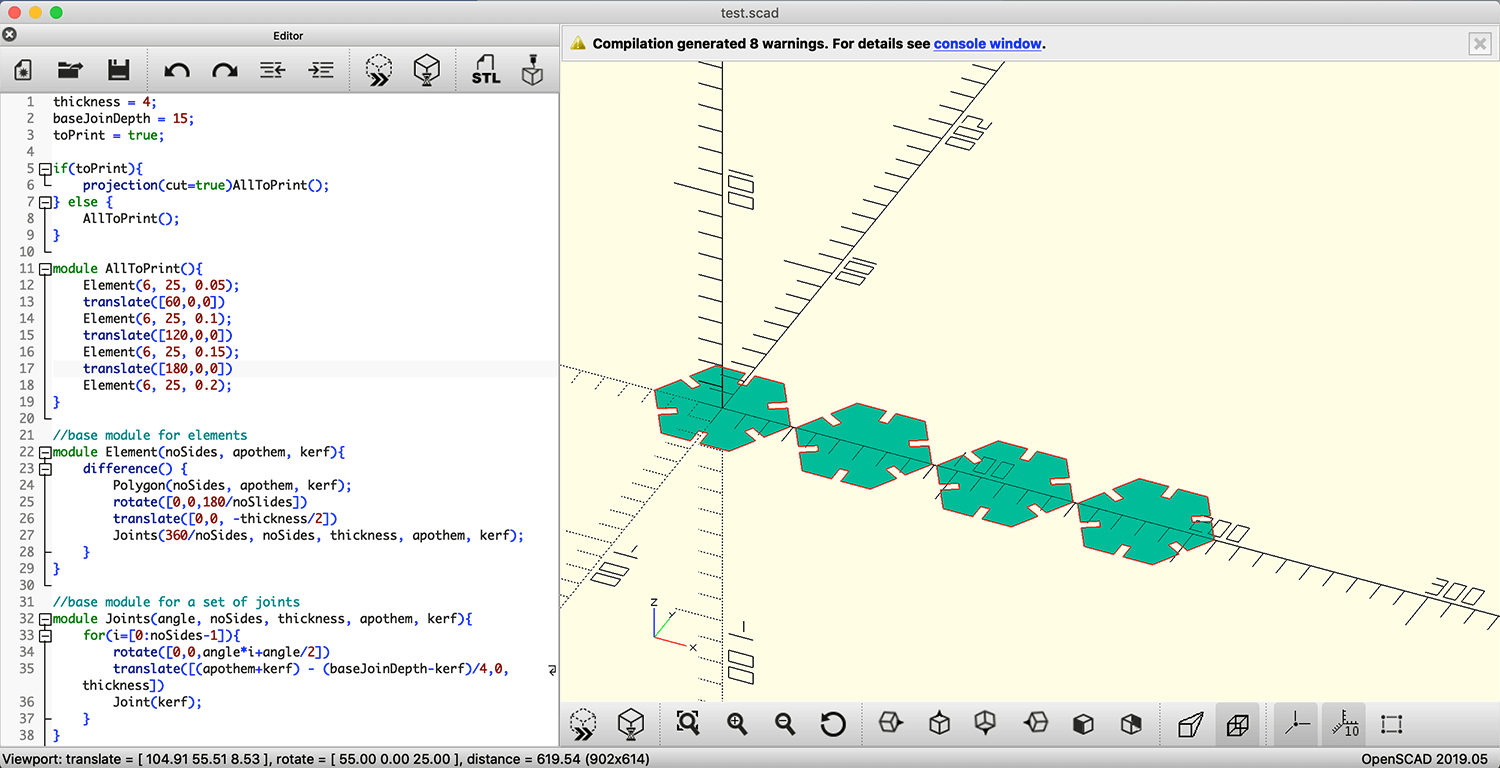 test.scad
Editor
Compilation generated 8 warnings. For details see console window.
STL
1 thickness = 4;
2 baseJoinDepth = 15;
3 toPrint = true;
4
5 if(toPrint){
6 projection(cut=true)AllToPrint();
7 } else {
8 AllToPrint();
9 }
10
11 module AllToPrint(){
12 Element(6, 25, 0.05);
13 translate([60,0,0])
14 Element(6, 25, 0.1);
15 translate([120,0,0])
16 Element(6, 25, 0.15);
17 translate([180,0,0])
18 Element(6, 25, 0.2);
19 }
20
21 //base module for elements
22 module Element(noSides, apothem, kerf){
23 difference() {
24 Polygon(noSides, apothem, kerf);
25 rotate([0,0,180/noSlides])
26 translate([0,0, -thickness/2])
27 Joints(360/noSides, noSides, thickness, apothem, kerf);
28 }
29 }
30
31 //base module for a set of joints
32 module Joints(angle, noSides, thickness, apothem, kerf){
33 for(i=[0:noSides-1]){
34 rotate([0,0,angle*i+angle/2])
35 translate([(apothem+kerf) - (baseJoinDepth-kerf)/4,0,
thickness])
36 Joint(kerf);
37 }
38 }
100
200
100
100
200
300
-100
-100
Z
Y
X
10
Viewport: translate = [ 104.91 55.51 8.53 ], rotate = [ 55.00 0.00 25.00 ], distance = 619.54 (902x614)
OpenSCAD 2019.05